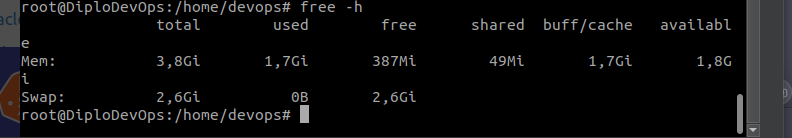 root@DiploDevOps:/home/devops# free -h
total used free shared buff/cache availabl
e
Mem: 3,8Gi 1,7Gi 387Mi 49Mi 1,7Gi 1,8G
i
Swap: 2,6Gi 0B 2,6Gi
root@DiploDevOps:/home/devops#